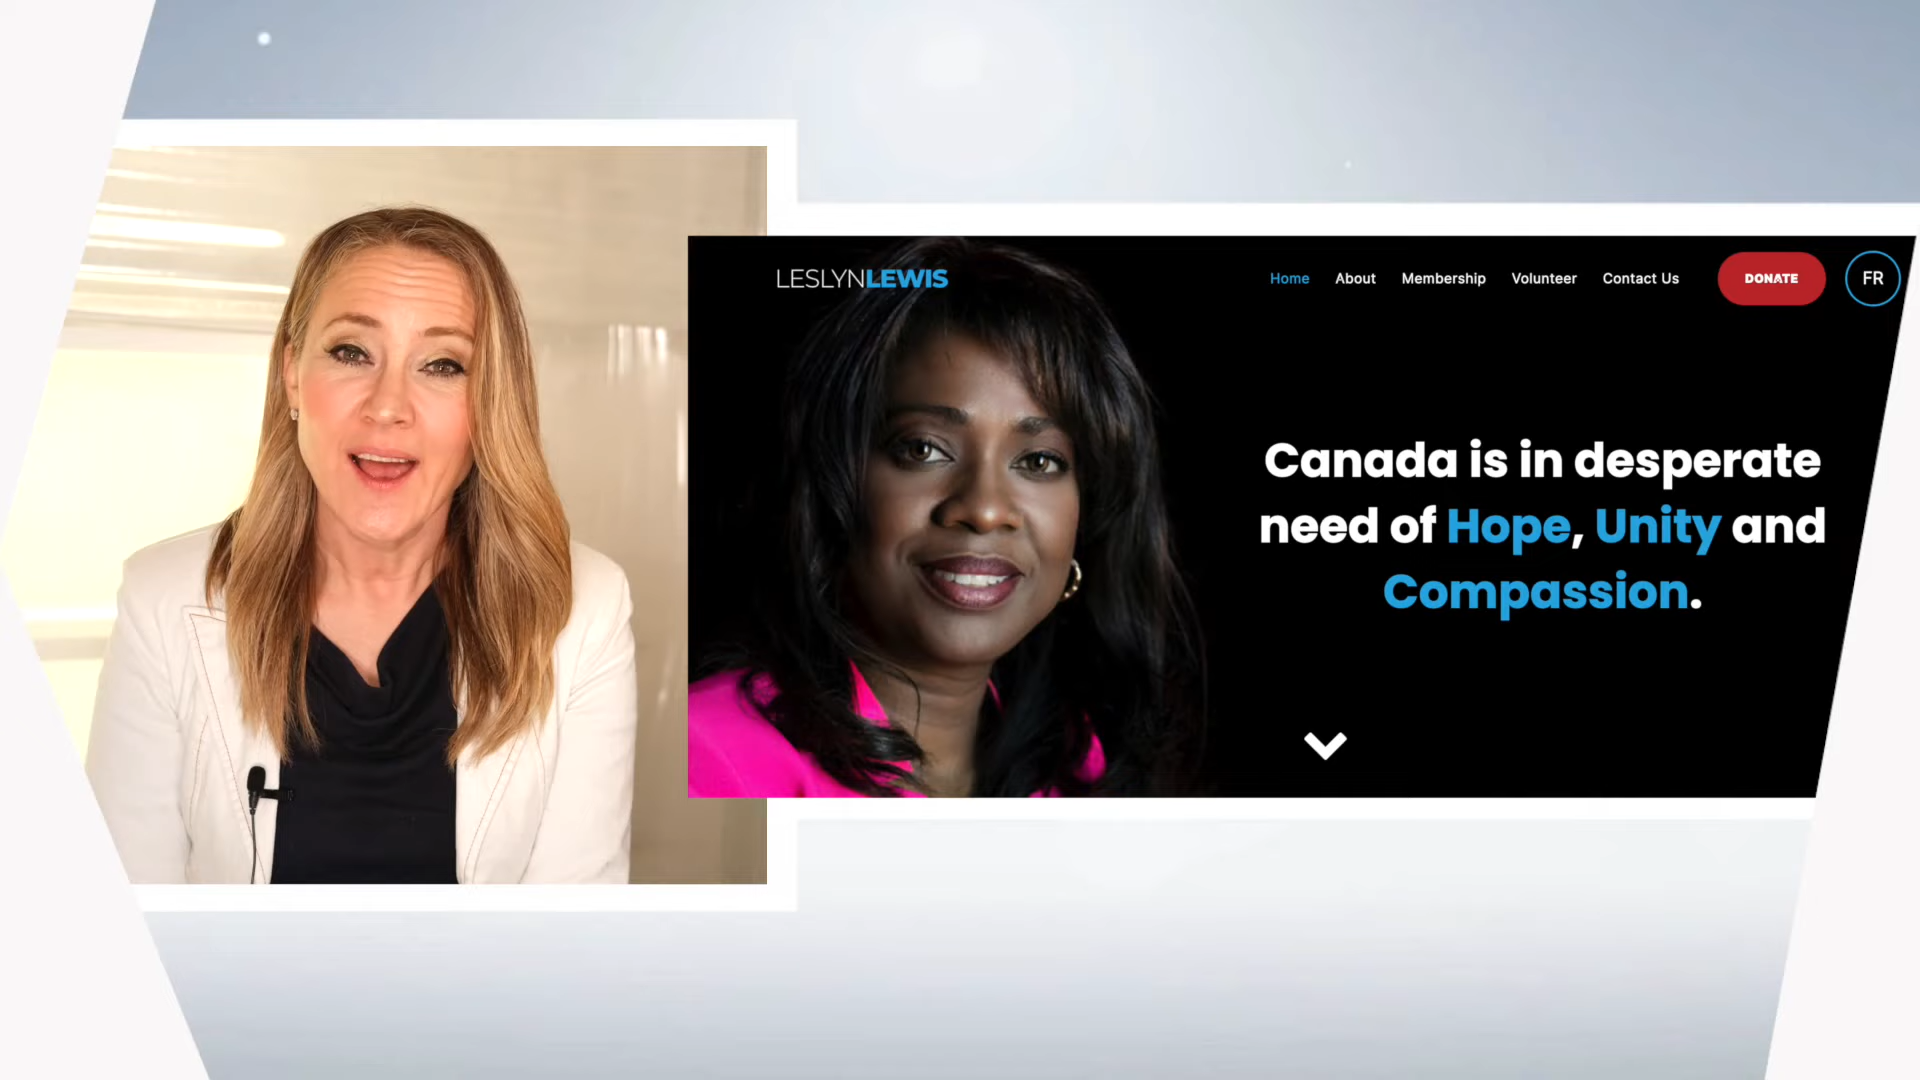 LESLYNLEWIS
Home About Membership Volunteer Contact Us DONATE FR
Canada is in desperate
need of Hope, Unity and
Compassion.